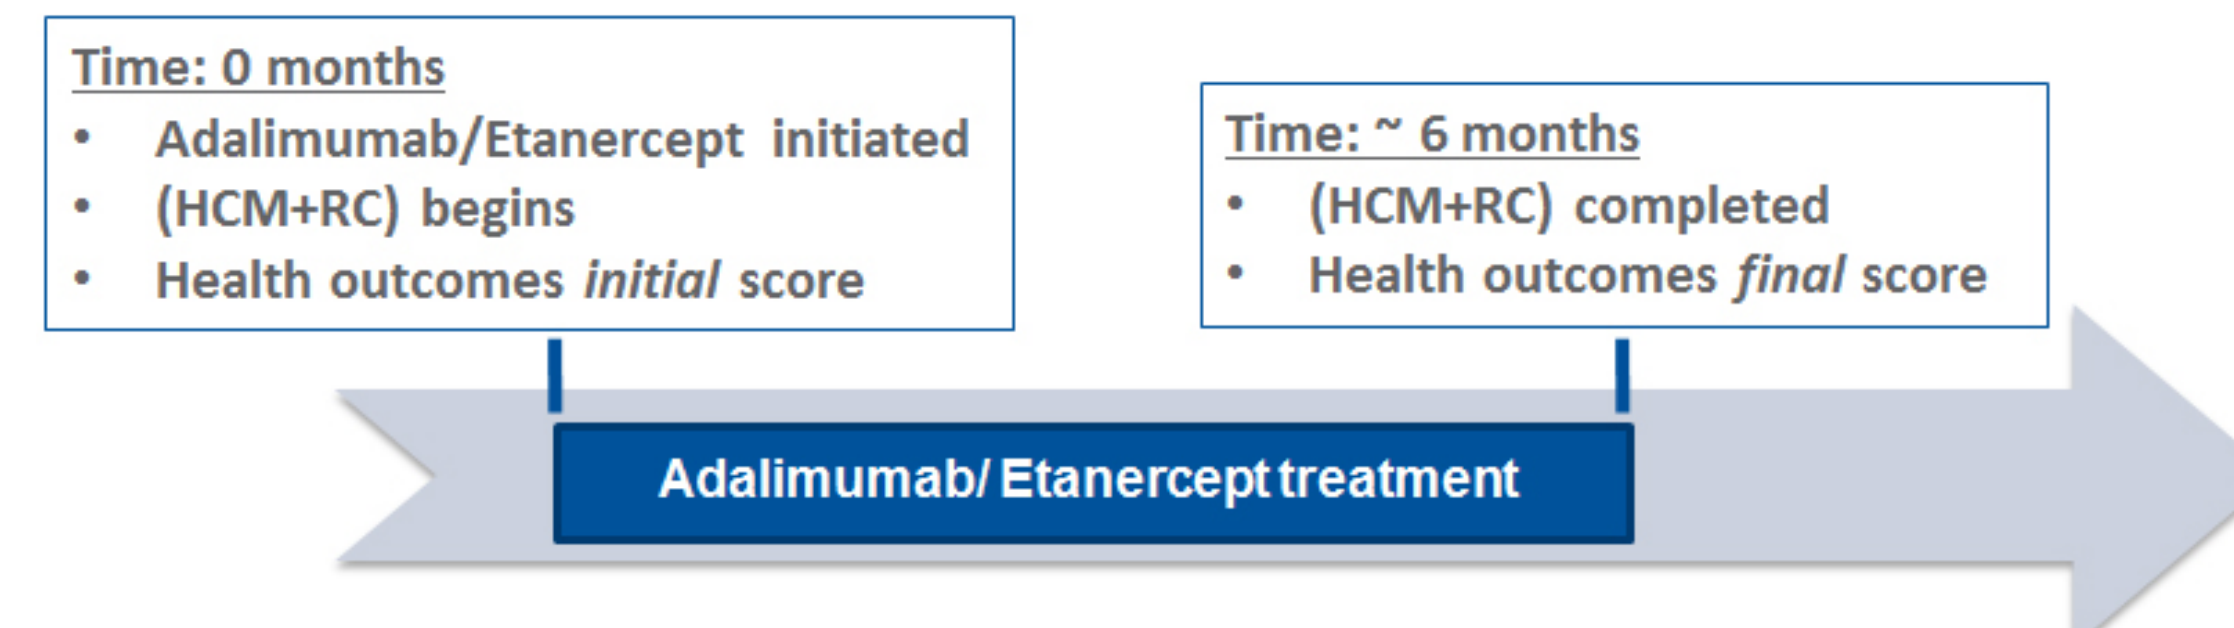 Time: 0 months
• Adalimumab/Etanercept initiated
• (HCM+RC) begins
• Health outcomes initial score
Time: ~ 6 months
• (HCM+RC) completed
• Health outcomes final score
Adalimumab/ Etanercept treatment